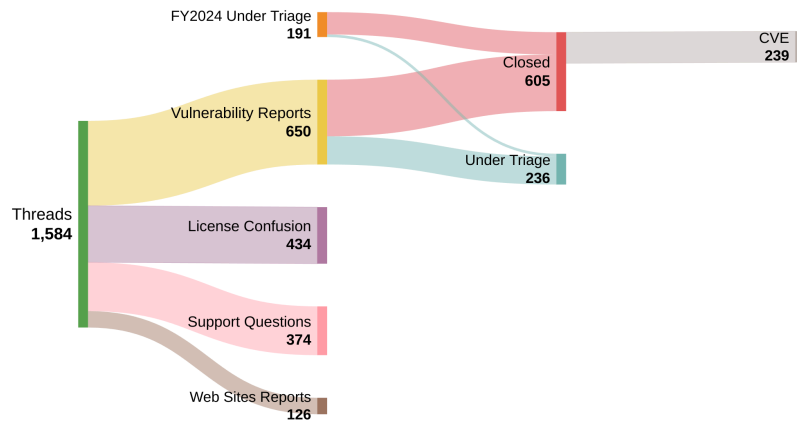 FY2024 Under Triage
191
Closed
605
CVE
239
Vulnerability Reports
650
Under Triage
236
Threads
1,584
License Confusion
434
Support Questions
374
Web Sites Reports
126